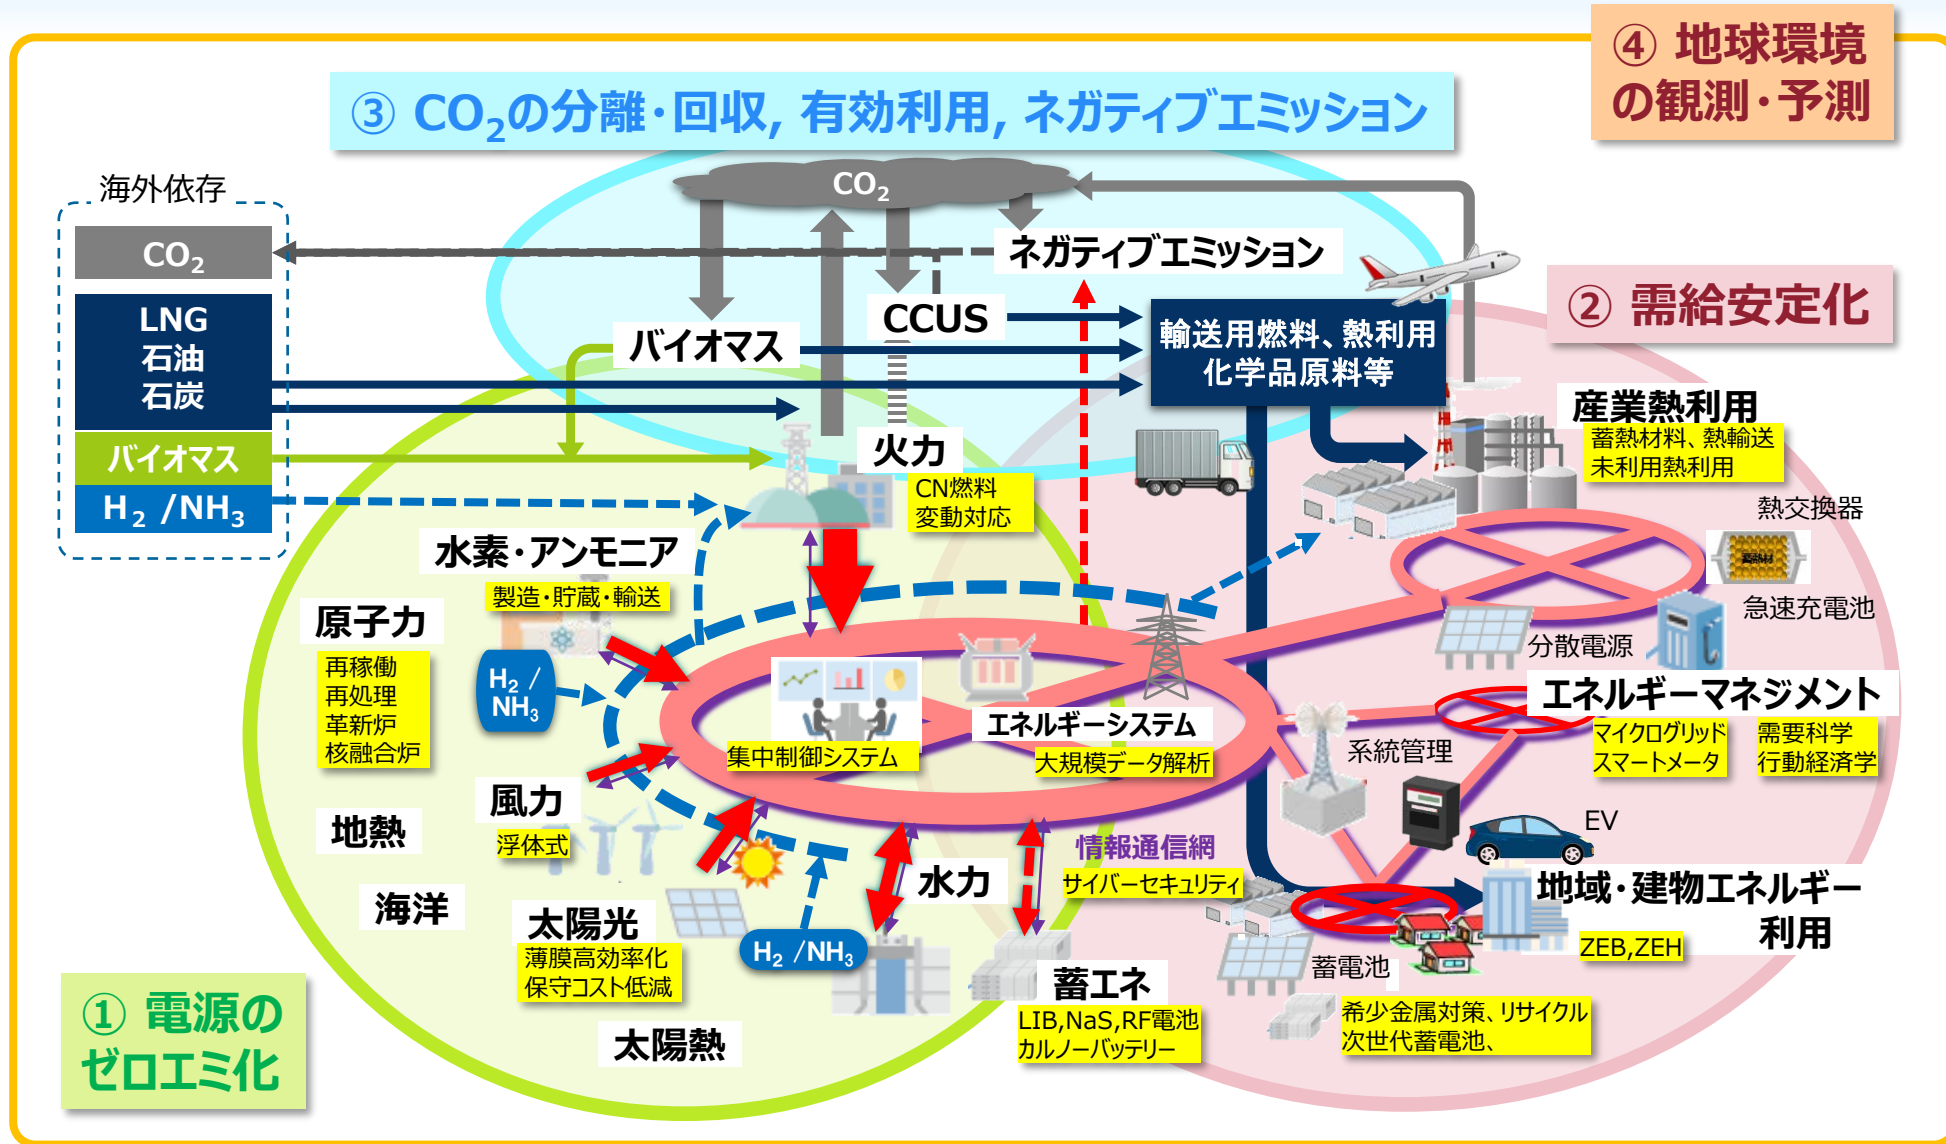 ④ 地球環境
の観測・予測
③ CO₂の分離・回収, 有効利用, ネガティブエミッション
海外依存
CO₂
CO₂
LNG
石油
石炭
バイオマス
H₂ /NH₃
ネガティブエミッション
CCUS
バイオマス
輸送用燃料、熱利用
化学品原料等
② 需給安定化
産業熱利用
蓄熱材料、熱輸送
未利用熱利用
火力
CN燃料
変動対応
熱交換器
蓄熱材
急速充電池
分散電源
水素・アンモニア
製造・貯蔵・輸送
原子力
再稼働
再処理
革新炉
核融合炉
H₂ /
NH₃
エネルギーシステム
大規模データ解析
集中制御システム
エネルギーマネジメント
マイクログリッド
スマートメータ
需要科学
行動経済学
系統管理
EV
風力
浮体式
地熱
海洋
太陽光
薄膜高効率化
保守コスト低減
H₂ /NH₃
太陽熱
水力
情報通信網
サイバーセキュリティ
蓄エネ
LIB,NaS,RF電池
カルノーバッテリー
地域・建物エネルギー
利用
ZEB,ZEH
蓄電池
希少金属対策、リサイクル
次世代蓄電池、
① 電源の
ゼロエミ化